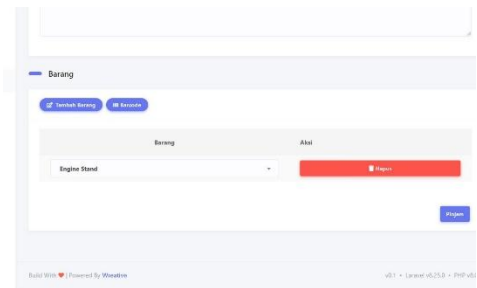 Barang
Tambah Barang
Beranda
Barang Aksi
Engine Stand
Hapus
Pinjam
Build With ❤ | Powered By
v0.1 • Laravel v8.25.0 • PHP